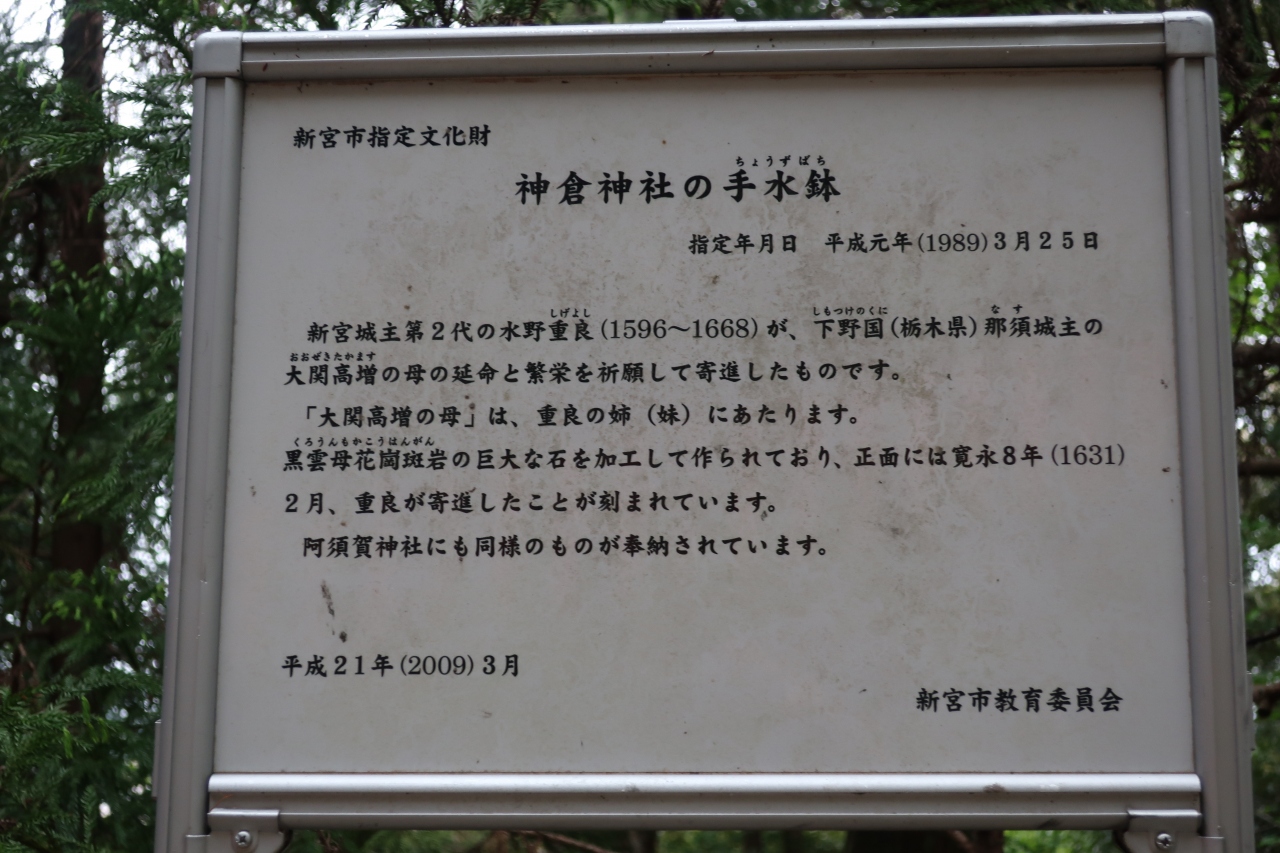 新宮市指定文化財
ちょうずばち
神倉神社の手水鉢
指定年月日　平成元年(1989)3月25日
しげよし　しもつけのくに　なす
新宮城主第2代の水野重良(1596〜1668)が、下野国(栃木県)那須城主の
おおぜきたかます
大関高増の母の延命と繁栄を祈願して寄進したものです。
「大関高増の母」は、重良の姉（妹）にあたります。
くろうんもかこうはんがん
黒雲母花崗斑岩の巨大な石を加工して作られており、正面には寛永8年(1631)
2月、重良が寄進したことが刻まれています。
阿須賀神社にも同様のものが奉納されています。
平成21年(2009)3月
新宮市教育委員会